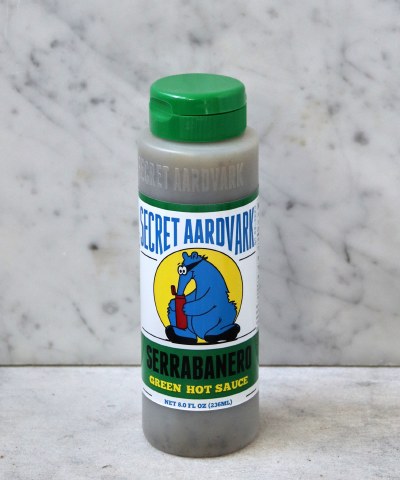 SECRET AARDVARK
SECRET AARDVARK
SERRABANERO
GREEN HOT SAUCE
NET 8.0 FL OZ (236ML)